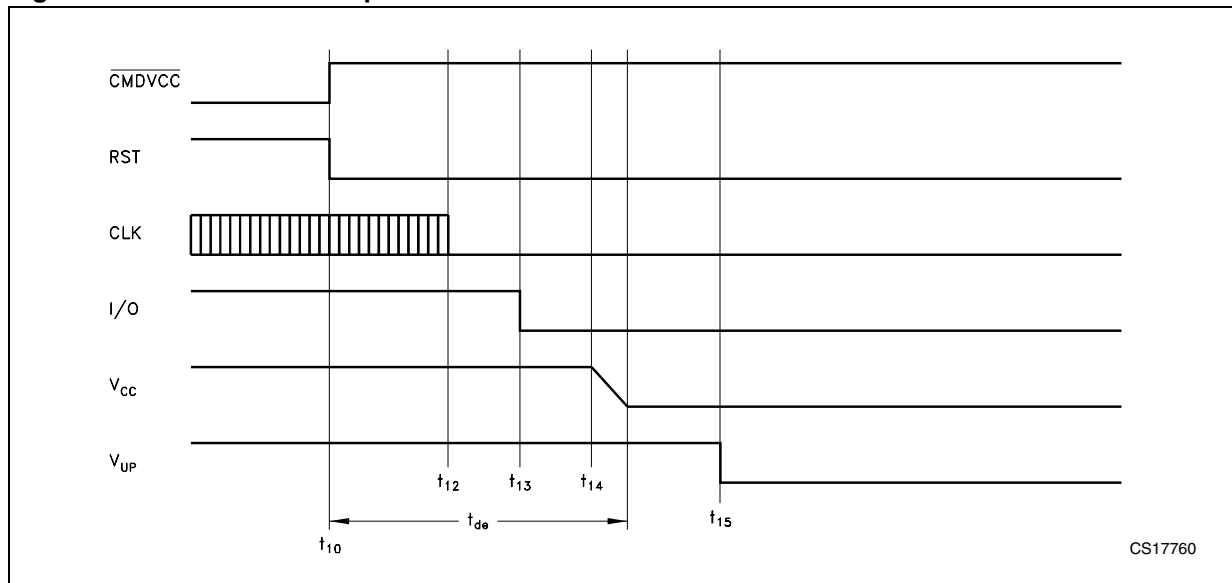 CMDVCC
RST
CLK
I/O
VCC
VUP
t12 t13 t14
tde
t15
t10
CS17760